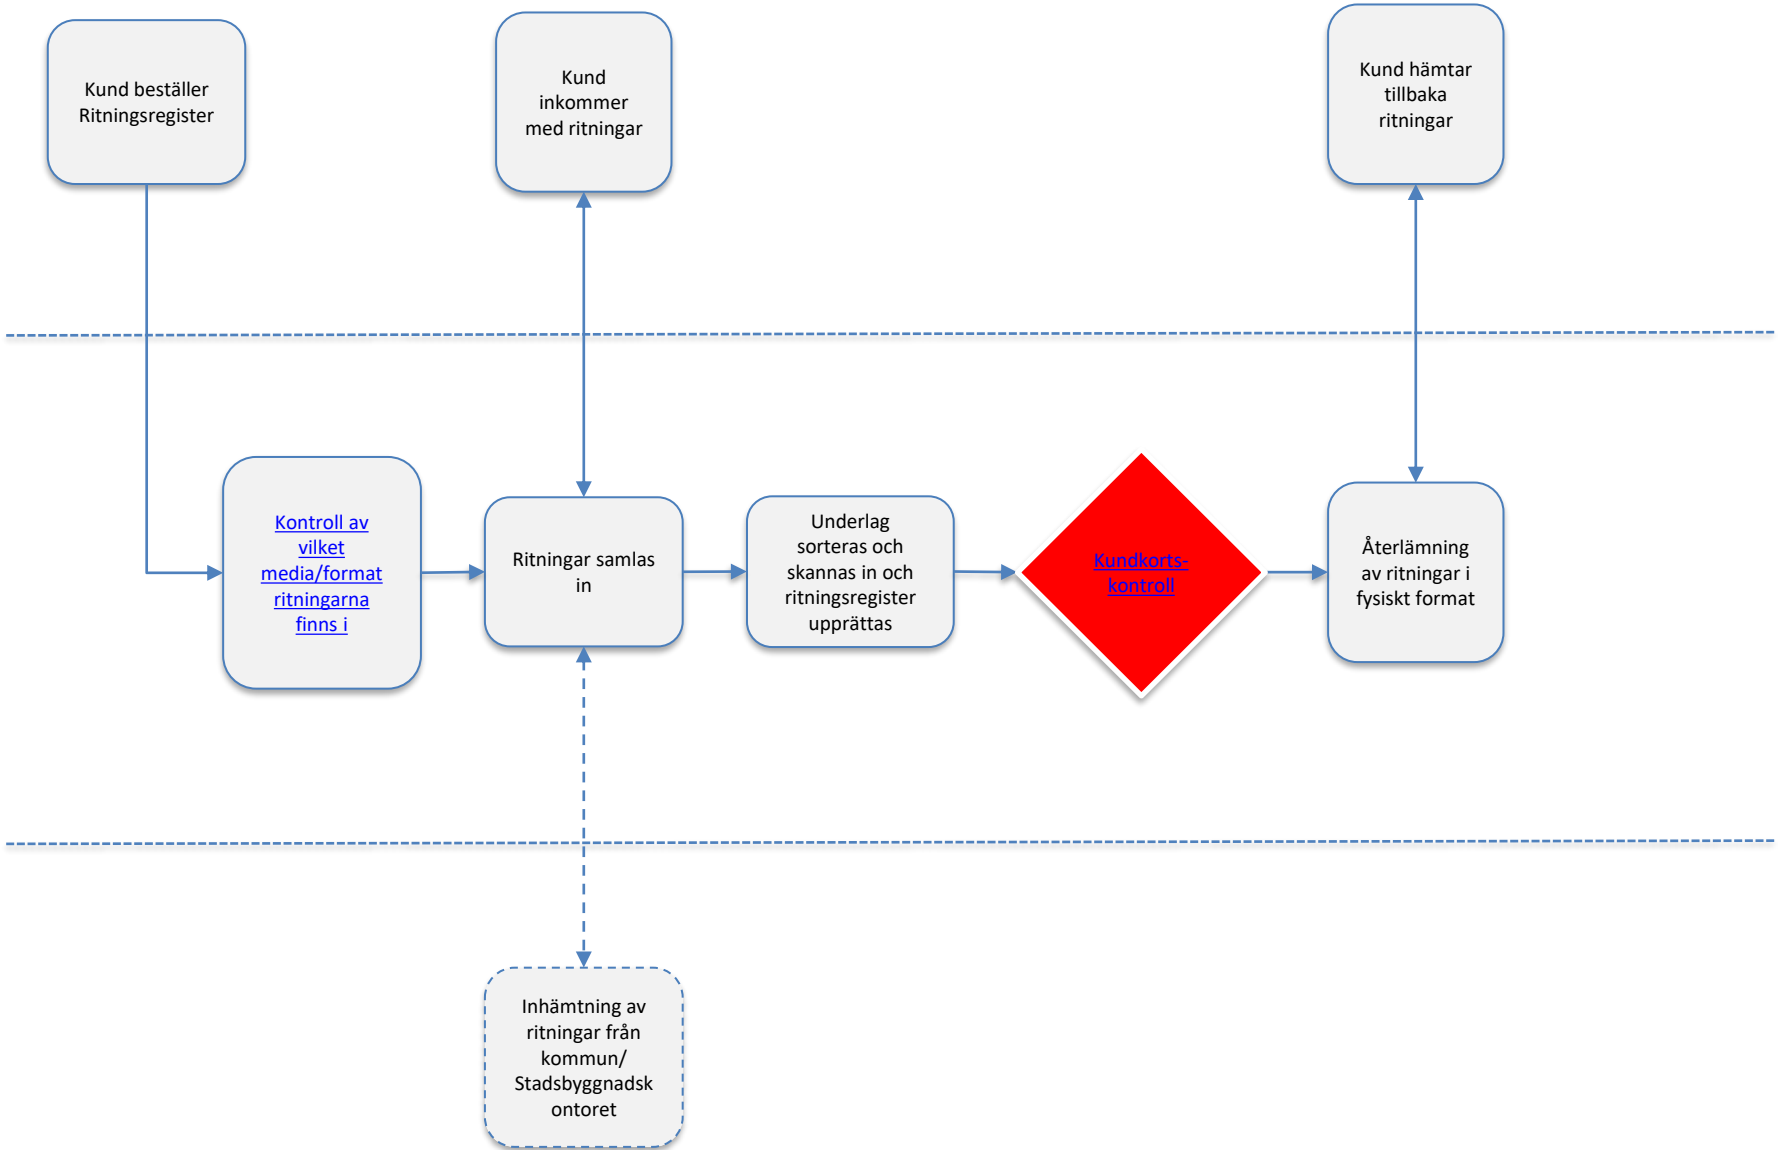 Kund beställer
Ritningsregister
Kund
inkommer
med ritningar
Kund hämtar
tillbaka
ritningar
Kontroll av
vilket
media/format
ritningarna
finns i
Ritningar samlas
in
Underlag
sorteras och
skannas in och
ritningsregister
upprättas
Kundkorts-
kontroll
Återlämning
av ritningar i
fysiskt format
Inhämtning av
ritningar från
kommun/
Stadsbyggnadsk
ontoret